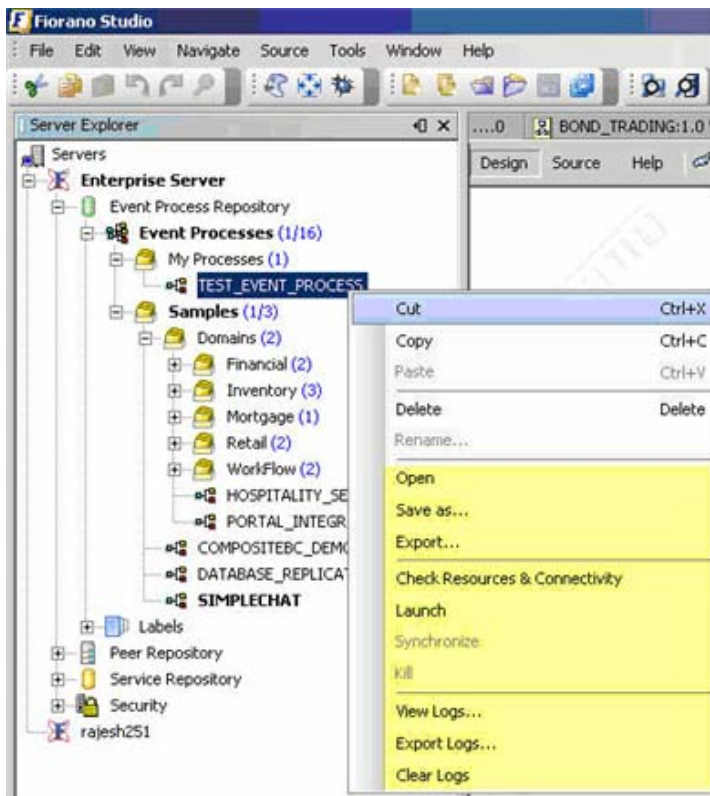 Fiorano Studio
File Edit View Navigate Source Tools Window Help
Server Explorer
....0 BOND_TRADING:1.0
Design Source Help
Servers
Enterprise Server
Event Process Repository
Event Processes (1/16)
My Processes (1)
TEST_EVENT_PROCESS
Samples (1/3)
Domains (2)
Financial (2)
Inventory (3)
Mortgage (1)
Retail (2)
WorkFlow (2)
HOSPITALITY_SE
PORTAL_INTEGR
COMPOSITEBC_DEMO
DATABASE_REPLICAT
SIMPLECHAT
Labels
Peer Repository
Service Repository
Security
rajesh251
Cut Ctrl+X
Copy Ctrl+C
Paste Ctrl+V
Delete Delete
Rename...
Open
Save as...
Export...
Check Resources & Connectivity
Launch
Synchronize
Kill
View Logs...
Export Logs...
Clear Logs